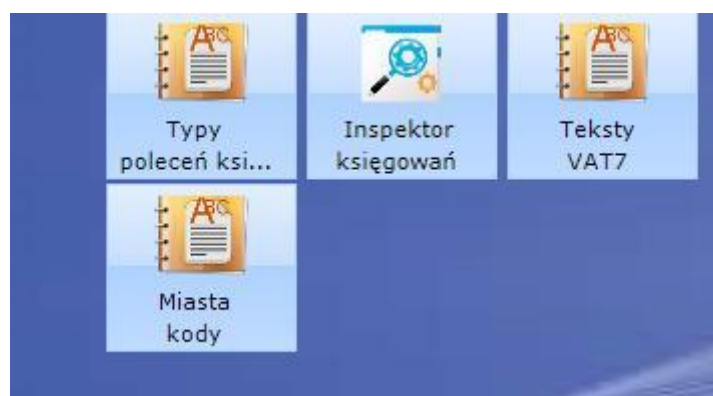 Typy
poleceń ksi...
Inspektor
księgowań
Teksty
VAT7
Miasta
kody